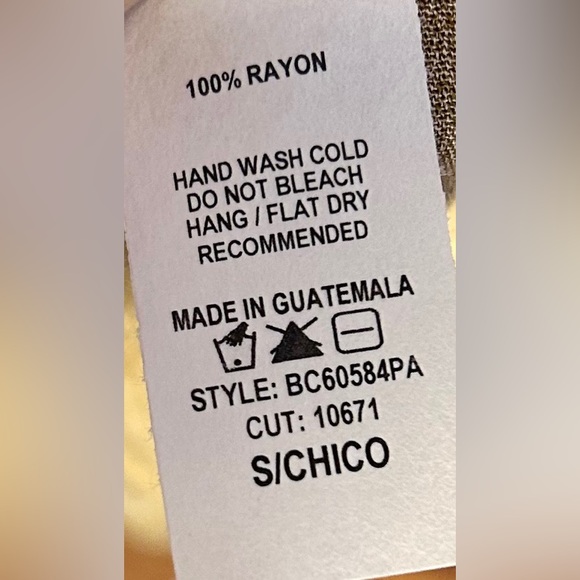 100% RAYON
HAND WASH COLD
DO NOT BLEACH
HANG / FLAT DRY
RECOMMENDED
MADE IN GUATEMALA
STYLE: BC60584PA
CUT: 10671
S/CHICO